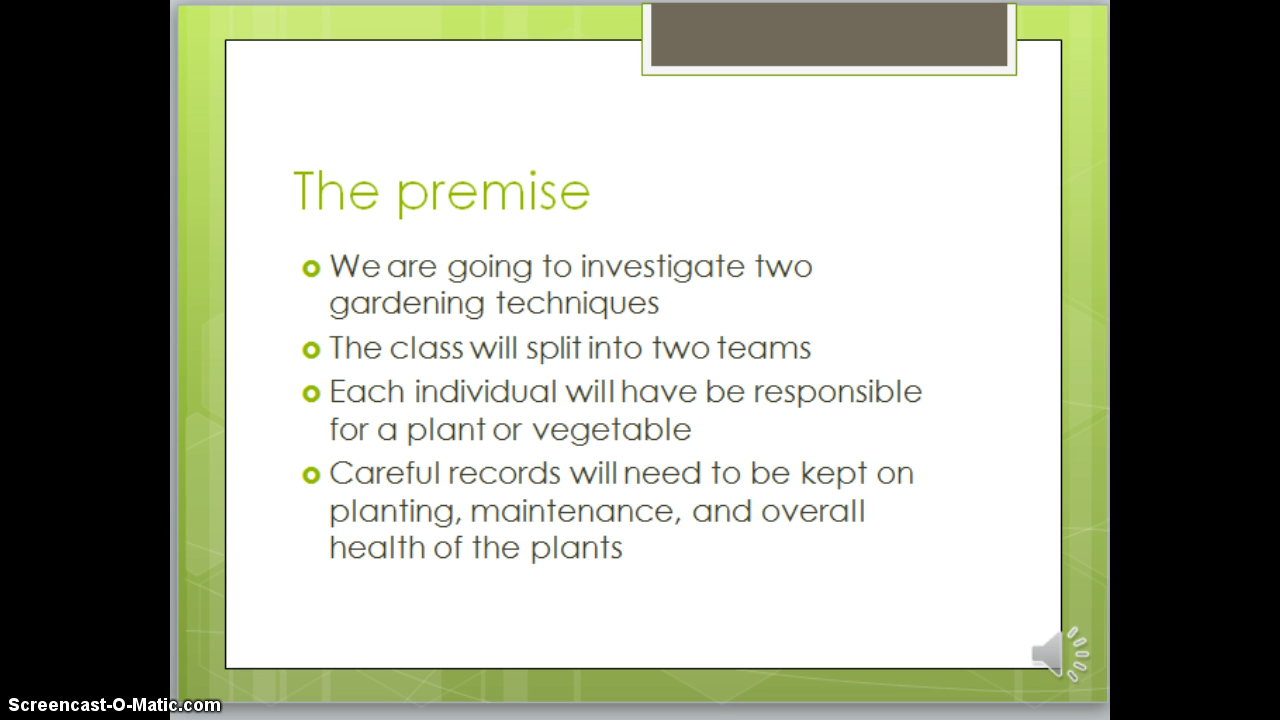 The premise
We are going to investigate two
gardening techniques
The class will split into two teams
Each individual will have be responsible
for a plant or vegetable
Careful records will need to be kept on
planting, maintenance, and overall
health of the plants
Screencast-O-Matic.com